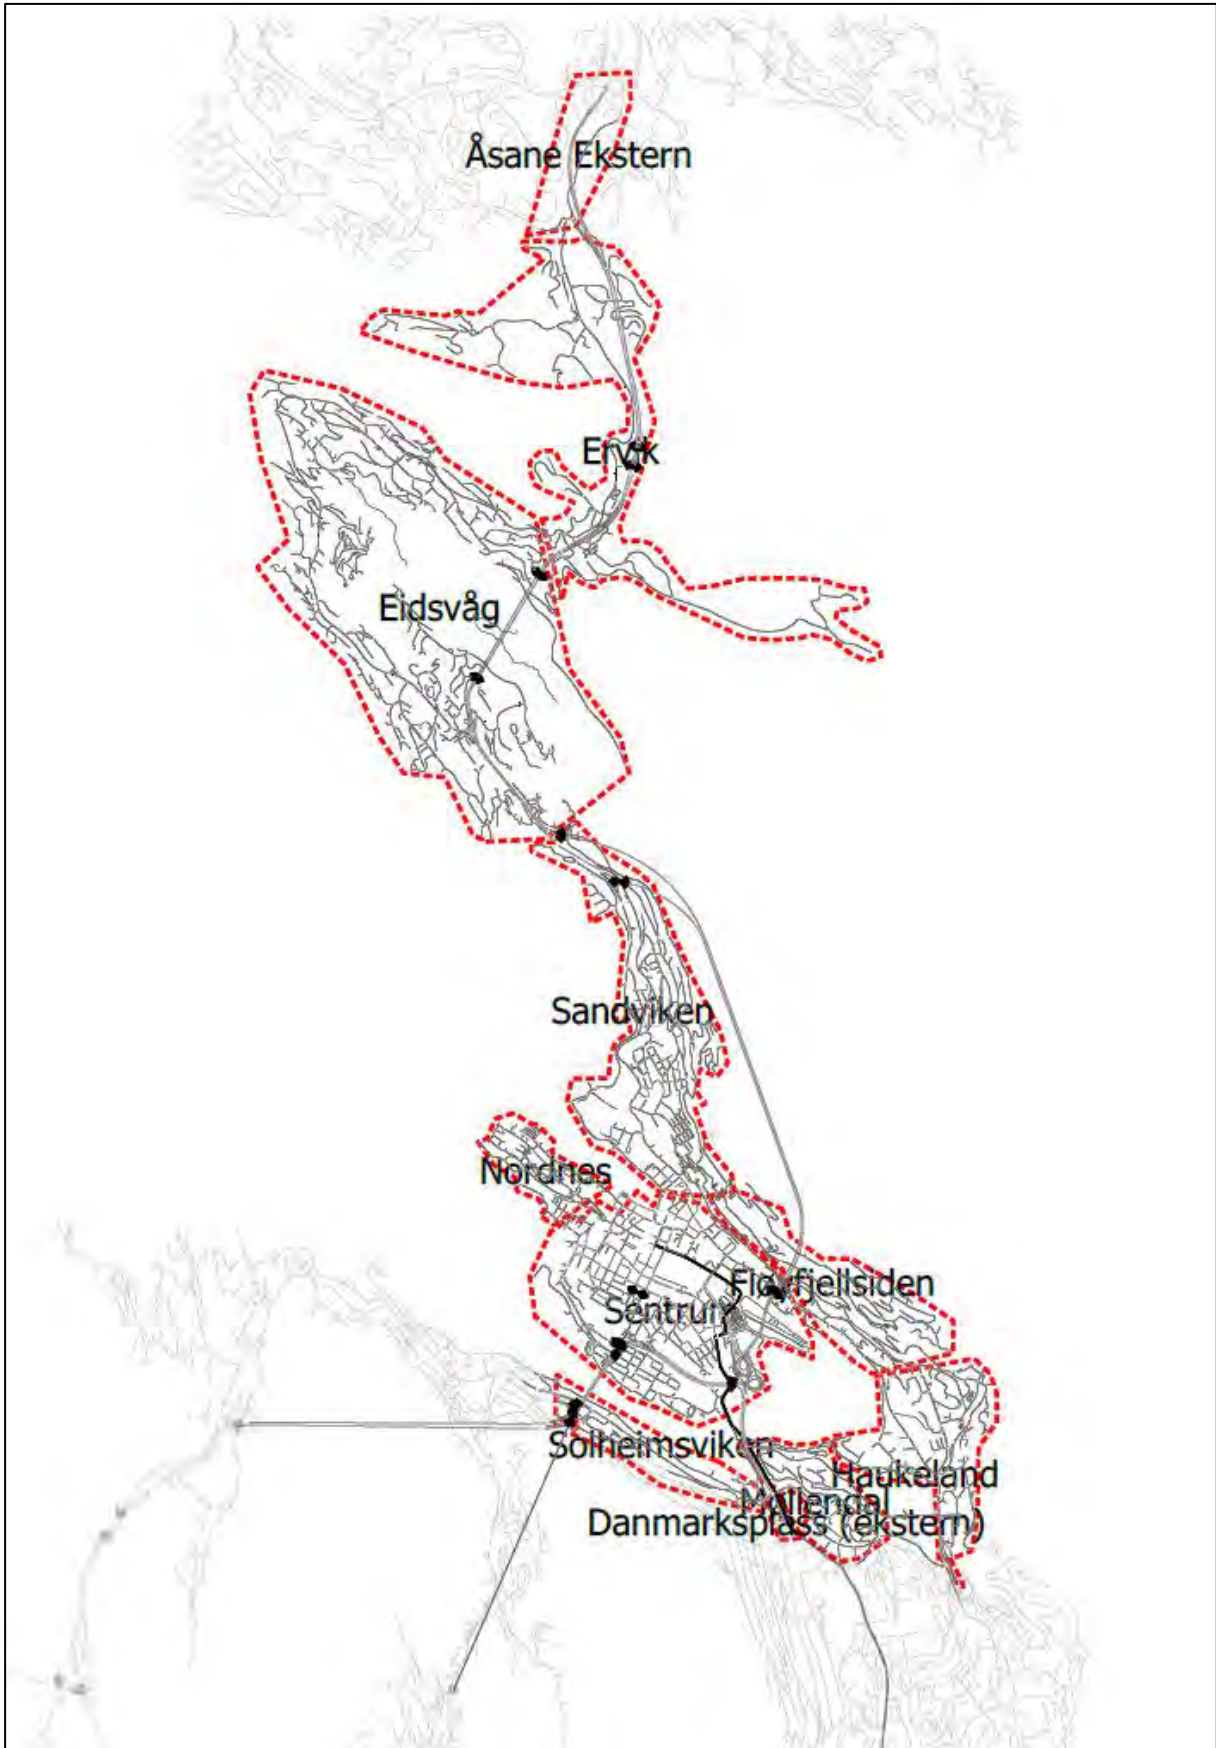 Åsane Ekstern
Ervik
Eidsvåg
Sandviken
Nordnes
Fløyfjellsiden
Sentrum
Solheimsviken
Haukeland
Møllendal
Danmarksplass (ekstern)